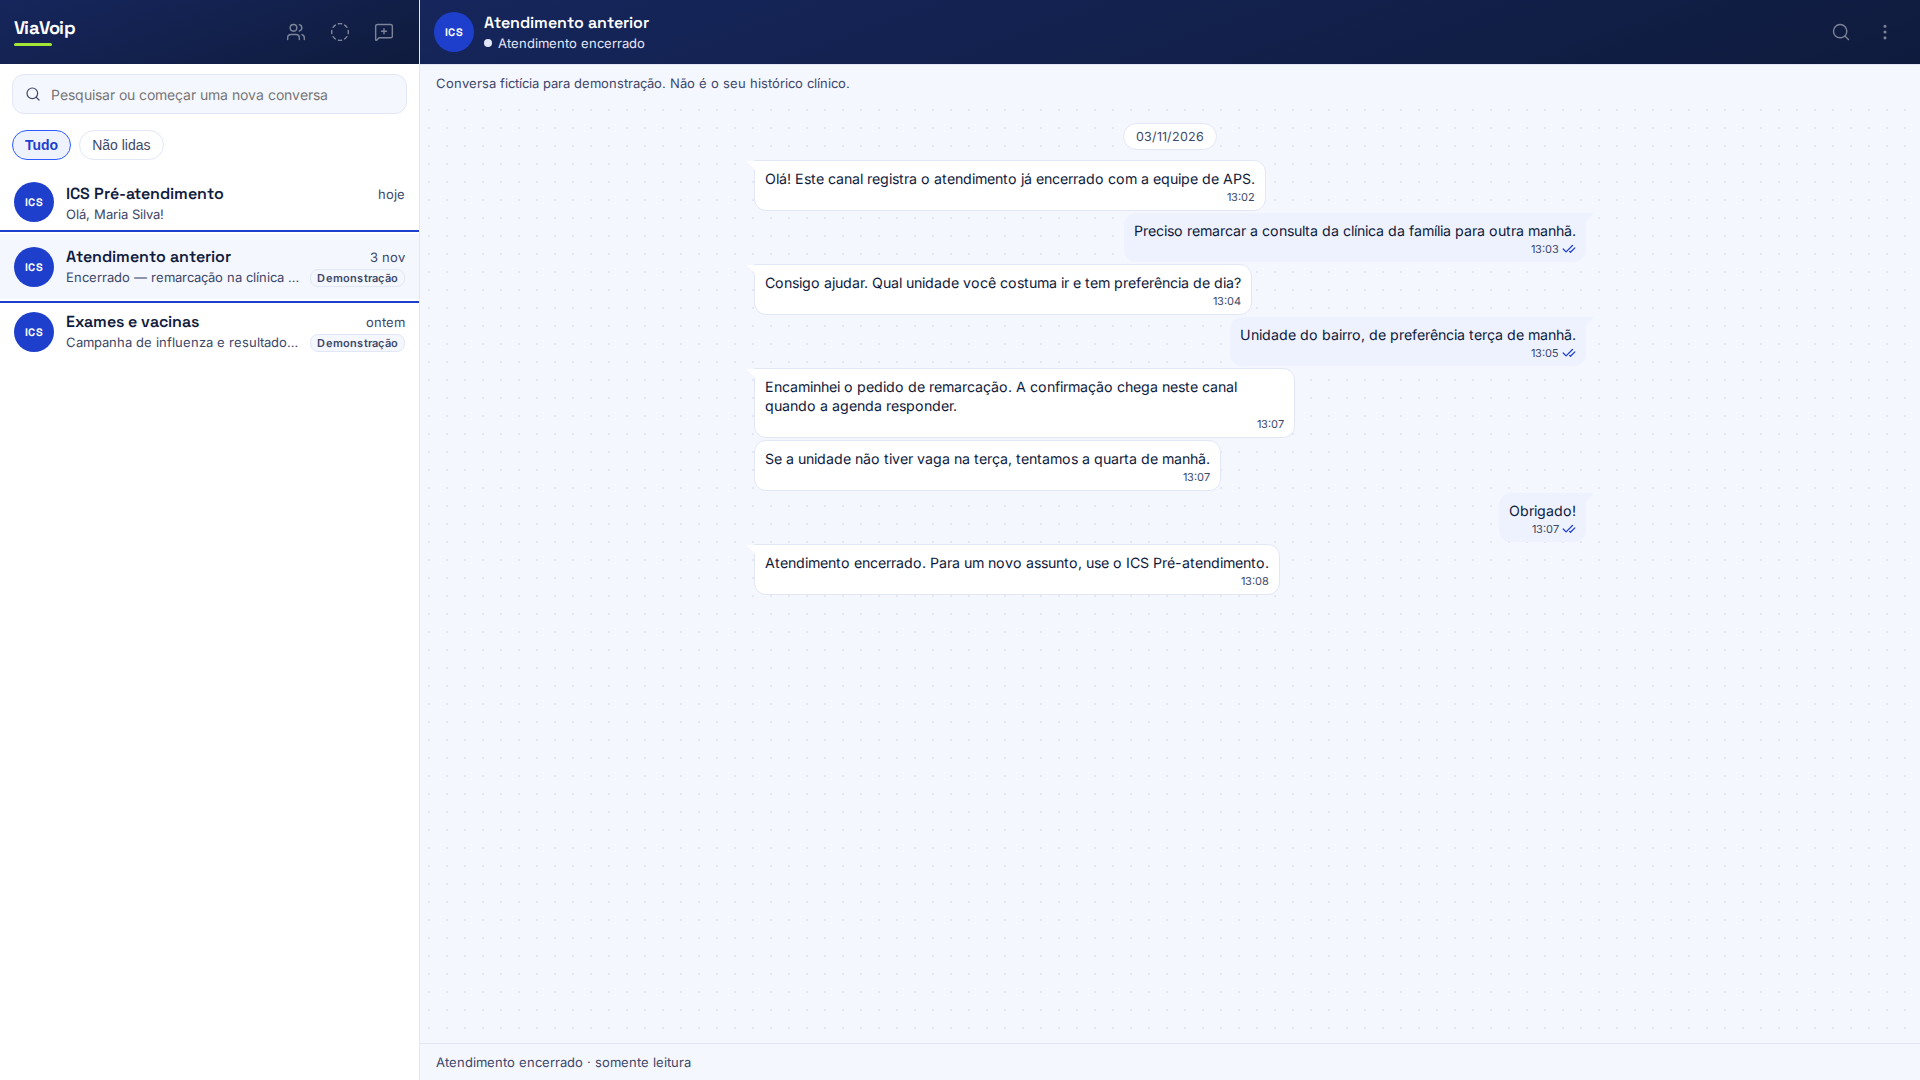 ViaVoip
Pesquisar ou começar uma nova conversa
Tudo
Não lidas
ICS
ICS Pré-atendimento
hoje
Olá, Maria Silva!
ICS
Atendimento anterior
3 nov
Encerrado — remarcação na clínica ...
Demonstração
ICS
Exames e vacinas
ontem
Campanha de influenza e resultado...
Demonstração
ICS
Atendimento anterior
Atendimento encerrado
Conversa fictícia para demonstração. Não é o seu histórico clínico.
03/11/2026
Olá! Este canal registra o atendimento já encerrado com a equipe de APS.
13:02
Preciso remarcar a consulta da clínica da família para outra manhã.
13:03
Consigo ajudar. Qual unidade você costuma ir e tem preferência de dia?
13:04
Unidade do bairro, de preferência terça de manhã.
13:05
Encaminhei o pedido de remarcação. A confirmação chega neste canal
quando a agenda responder.
13:07
Se a unidade não tiver vaga na terça, tentamos a quarta de manhã.
13:07
Obrigado!
13:07
Atendimento encerrado. Para um novo assunto, use o ICS Pré-atendimento.
13:08
Atendimento encerrado · somente leitura